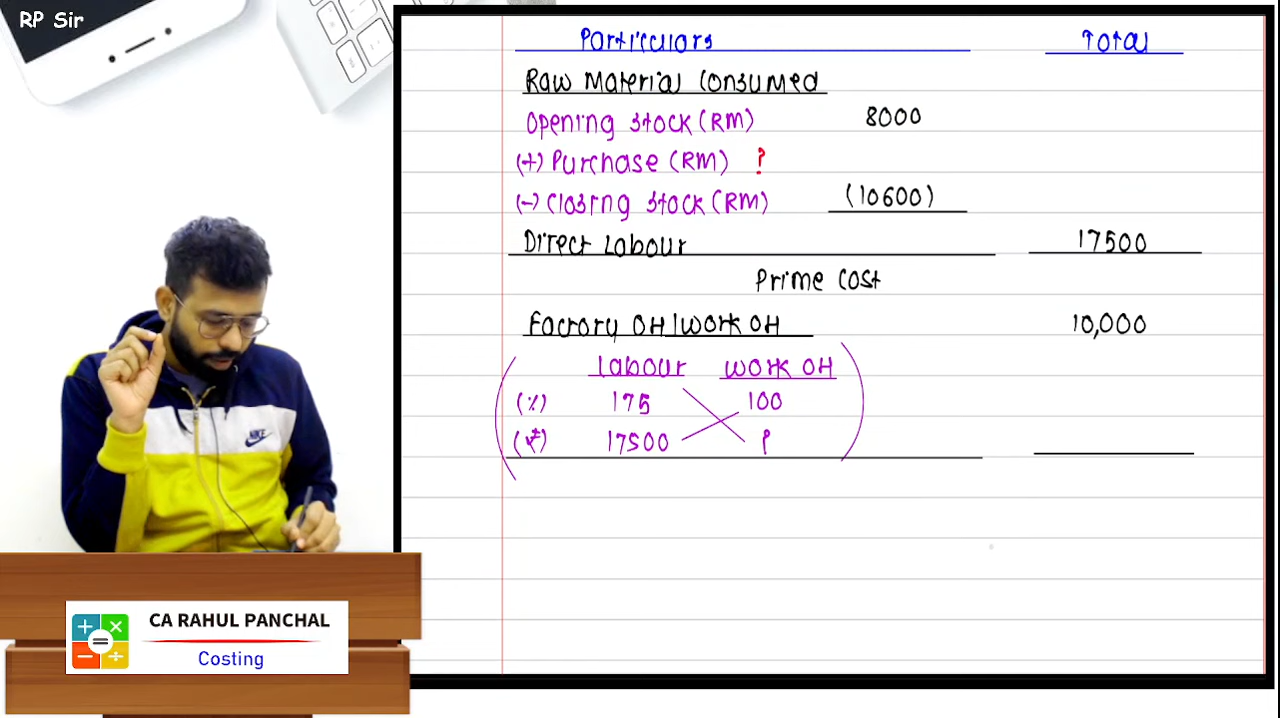 RP Sir
Particulars Total
Raw Material Consumed
Opening Stock (RM) 8000
(+) Purchase (RM) ?
(-) Closing Stock (RM) (10600)
Direct Labour 17500
Prime Cost
Factory OH/Work OH 10,000
Labour Work OH
(%) 175 100
(₹) 17500 ?
CA RAHUL PANCHAL
Costing